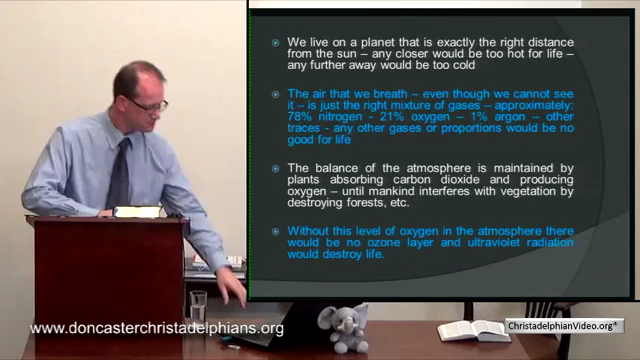 We live on a planet that is exactly the right distance
from the sun – any closer would be too hot for life –
any further away would be too cold
The air that we breath – even though we cannot see
it – is just the right mixture of gases – approximately:
78% nitrogen - 21% oxygen - 1% argon - other
traces - any other gases or proportions would be no
good for life
The balance of the atmosphere is maintained by
plants absorbing carbon dioxide and producing
oxygen – until mankind interferes with vegetation by
destroying forests, etc.
Without this level of oxygen in the atmosphere there
would be no ozone layer and ultraviolet radiation
would destroy life.
www.doncasterchristadelphians.org
ChristadelphianVideo.org